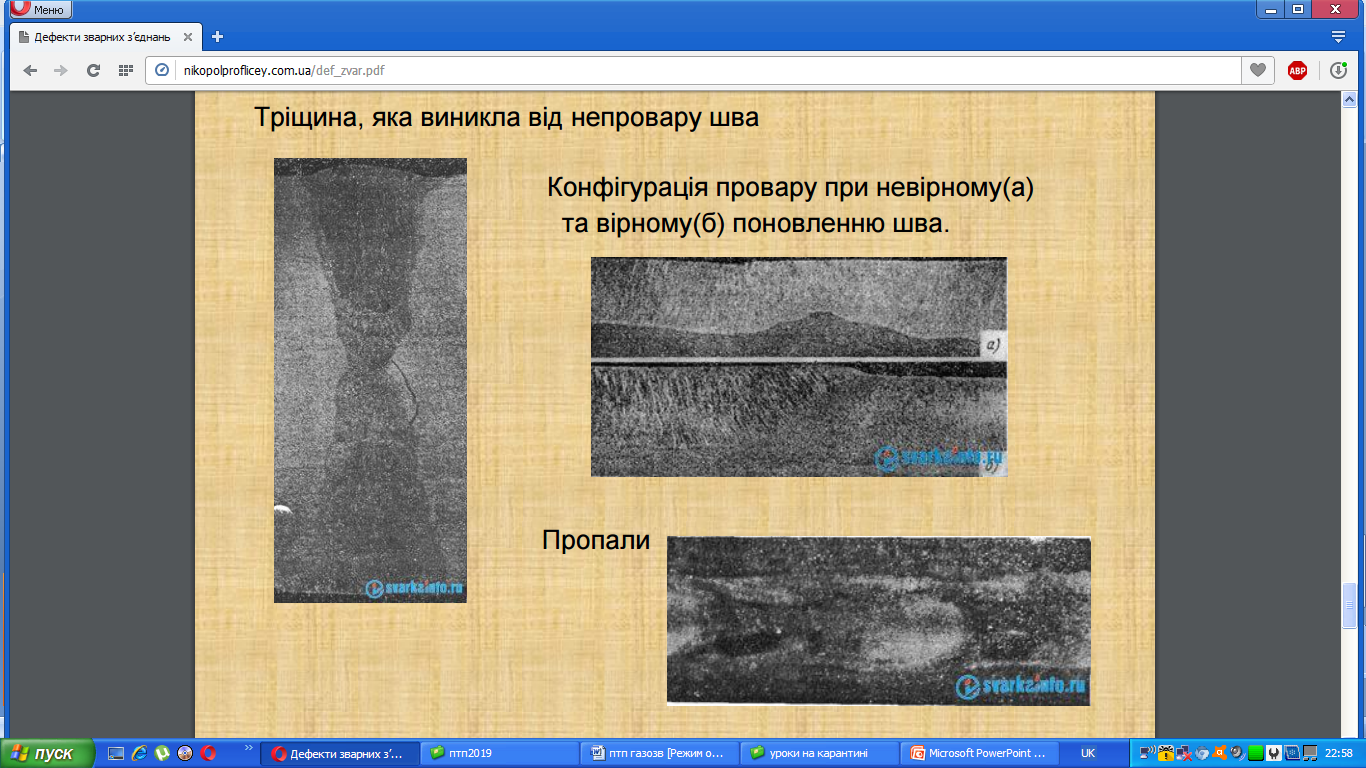 Меню
Дефекти зварних з'єднань
nikopolproflicey.com.ua/def_zvar.pdf
ABP
Тріщина, яка виникла від непровару шва
Конфігурація провару при невірному(а)
та вірному(б) поновленню шва.
а)
svarkainfo.ru
б)
svarkainfo.ru
Пропали
svarkainfo.ru
пуск
Дефекти зварних з'...
птп2019
птп газозв [Режим о...
уроки на карантині
Microsoft PowerPoint ...
UK
22:58